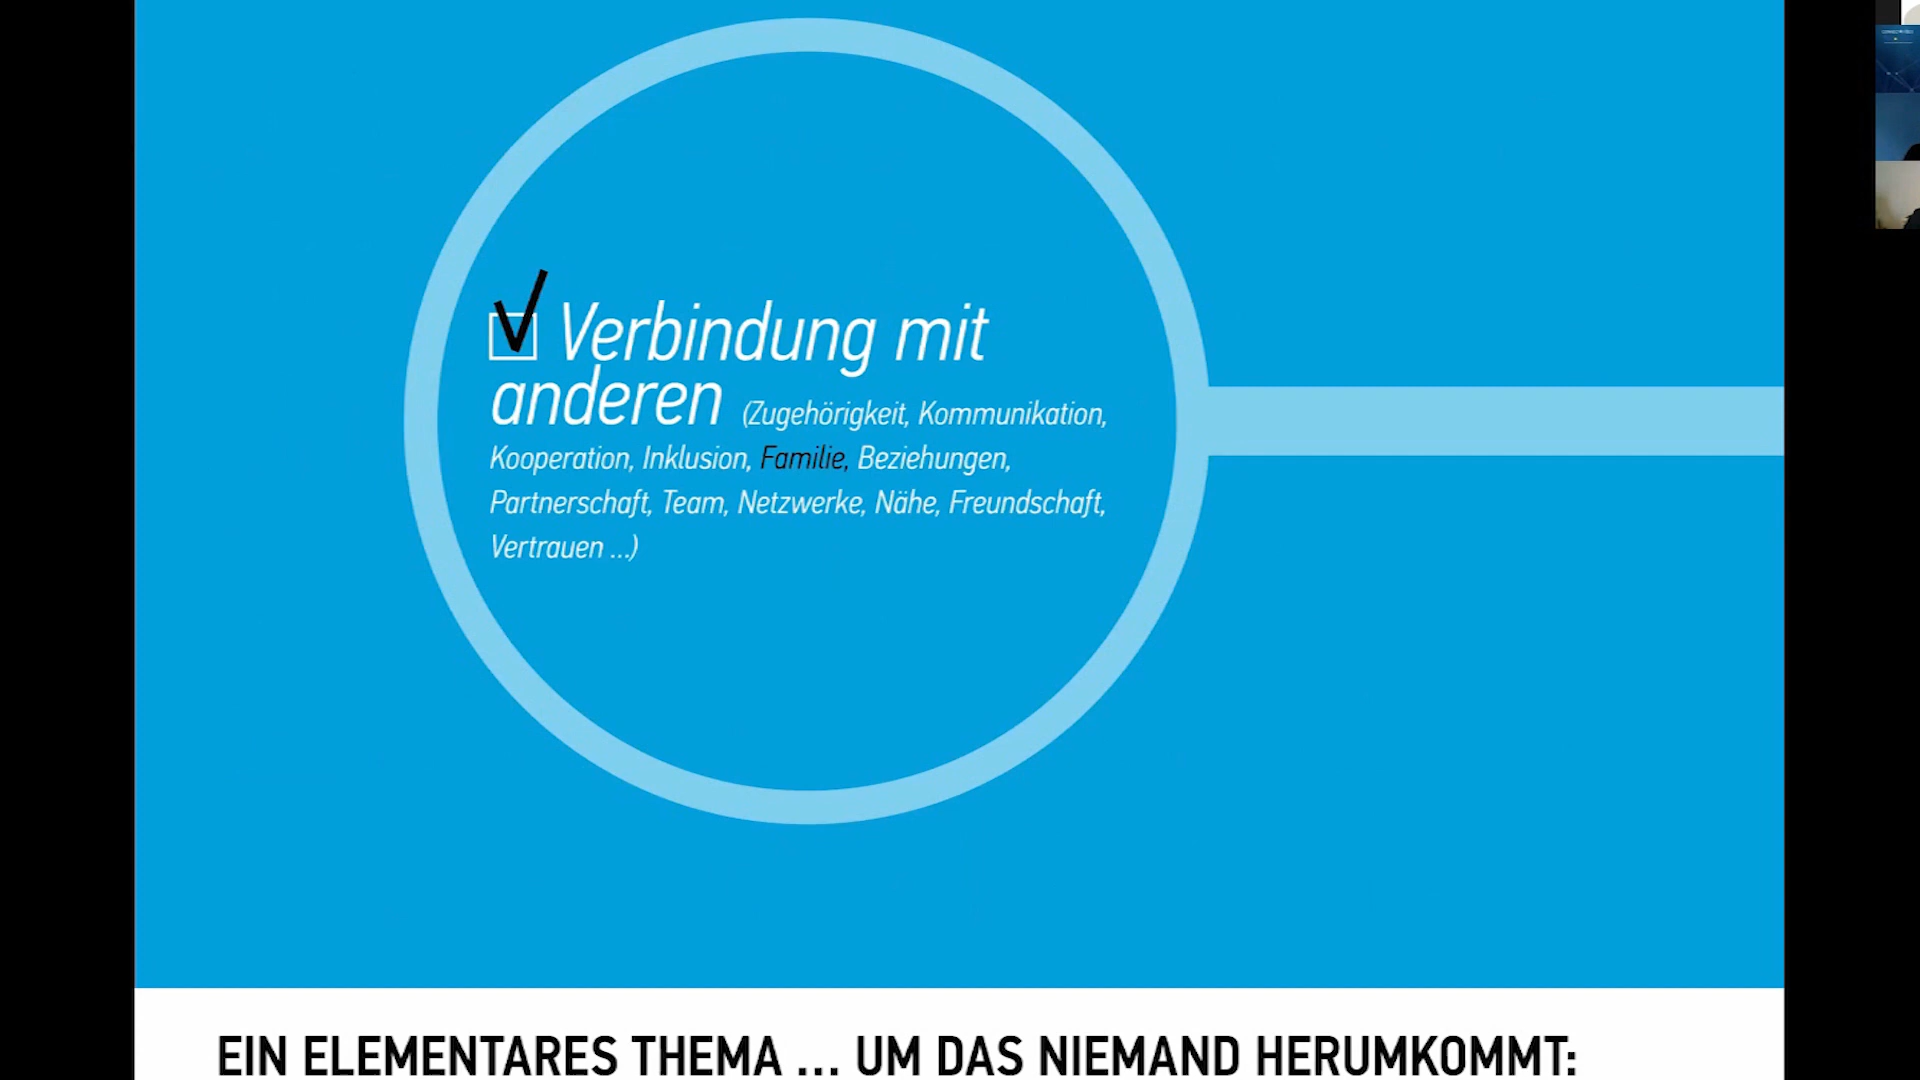 Verbindung mit
anderen (Zugehörigkeit, Kommunikation,
Kooperation, Inklusion, Familie, Beziehungen,
Partnerschaft, Team, Netzwerke, Nähe, Freundschaft,
Vertrauen ...)
EIN ELEMENTARES THEMA ... UM DAS NIEMAND HERUMKOMMT: